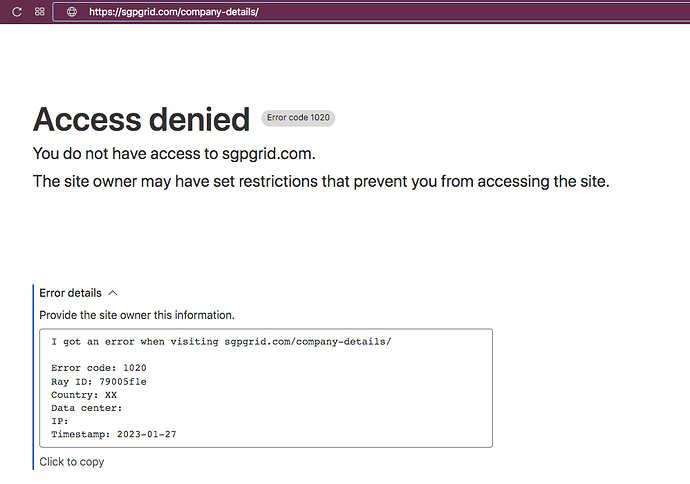 https://sgpgrid.com/company-details/
Access denied Error code 1020
You do not have access to sgpgrid.com.
The site owner may have set restrictions that prevent you from accessing the site.
Error details
Provide the site owner this information.
I got an error when visiting sgpgrid.com/company-details/
Error code: 1020
Ray ID: 79005f1e
Country: XX
Data center:
IP:
Timestamp: 2023-01-27
Click to copy